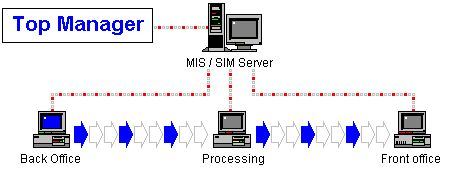 Top Manager
MIS / SIM Server
Back Office
Processing
Front office